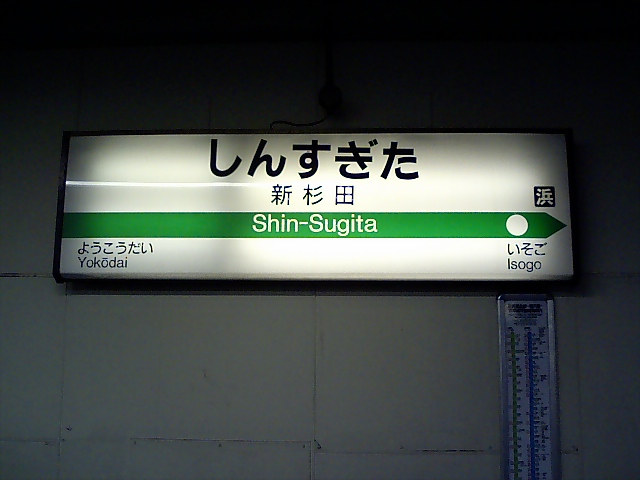 しんすぎた
新杉田
浜
Shin-Sugita
ようこうだい
Yokōdai
いそご
Isogo